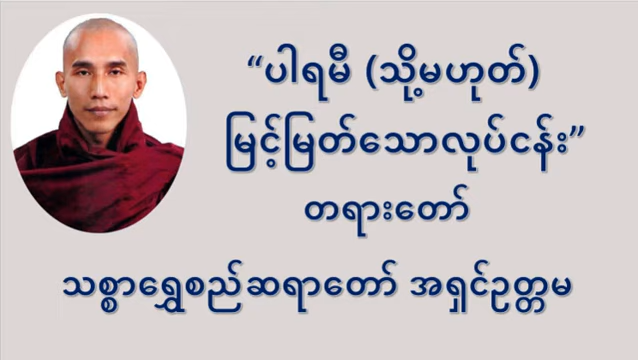 “ပါရမီ (သို့မဟုတ်)
မြင့်မြတ်သောလုပ်ငန်း”
တရားတော်
သစ္စာရွှေစည်ဆရာတော် အရှင်ဥတ္တမ